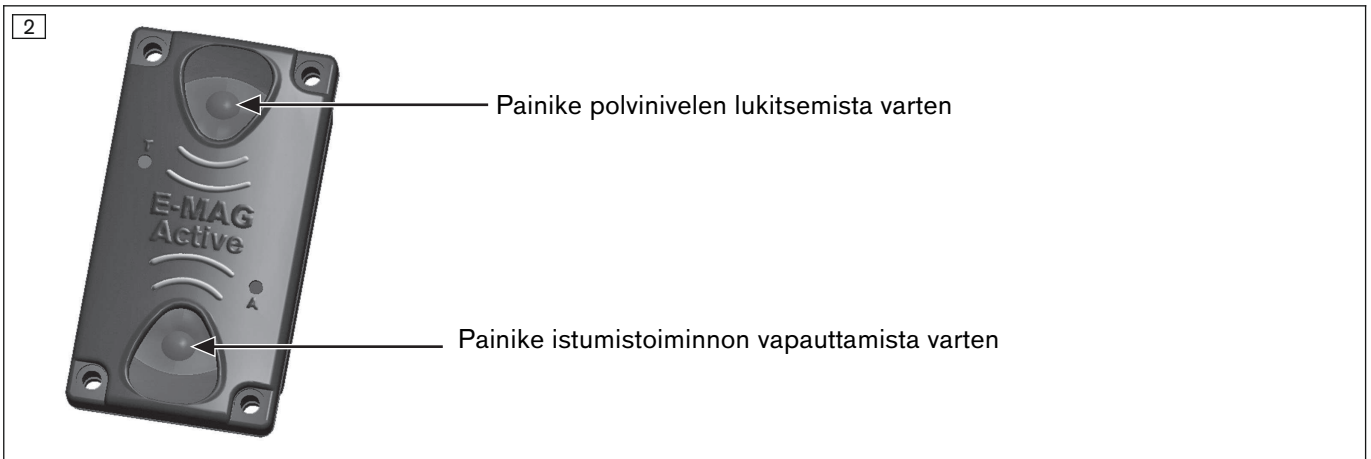 2
Painike polvinivelen lukitsemista varten
T
E-MAG
Active
A
Painike istumistoiminnon vapauttamista varten